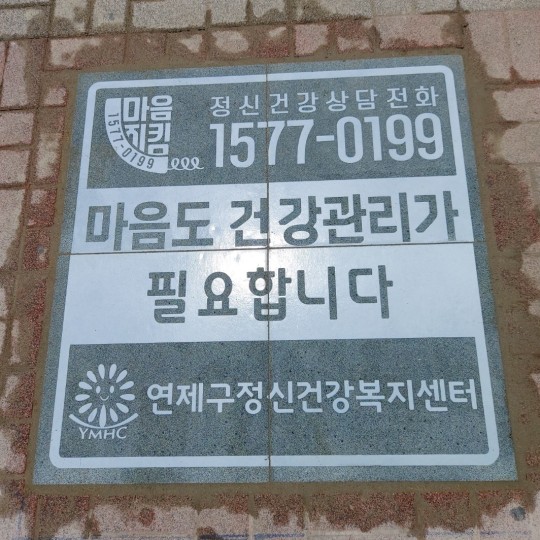 마음
지킴
1577-0199
정신건강상담전화
1577-0199
마음도 건강관리가
필요합니다
YMHC
연제구정신건강복지센터